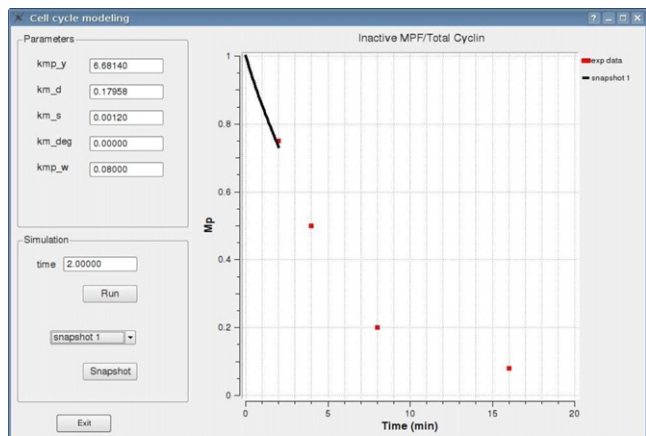 Cell cycle modeling
Parameters
kmp_y 6.68140
km_d 0.17958
km_s 0.00120
km_deg 0.00000
kmp_w 0.08000
Simulation
time 2.00000
Run
snapshot 1
Snapshot
Exit
Inactive MPF/Total Cyclin
exp data
snapshot 1
1
0.8
0.6
0.4
0.2
0
Mp
0 5 10 15 20
Time (min)